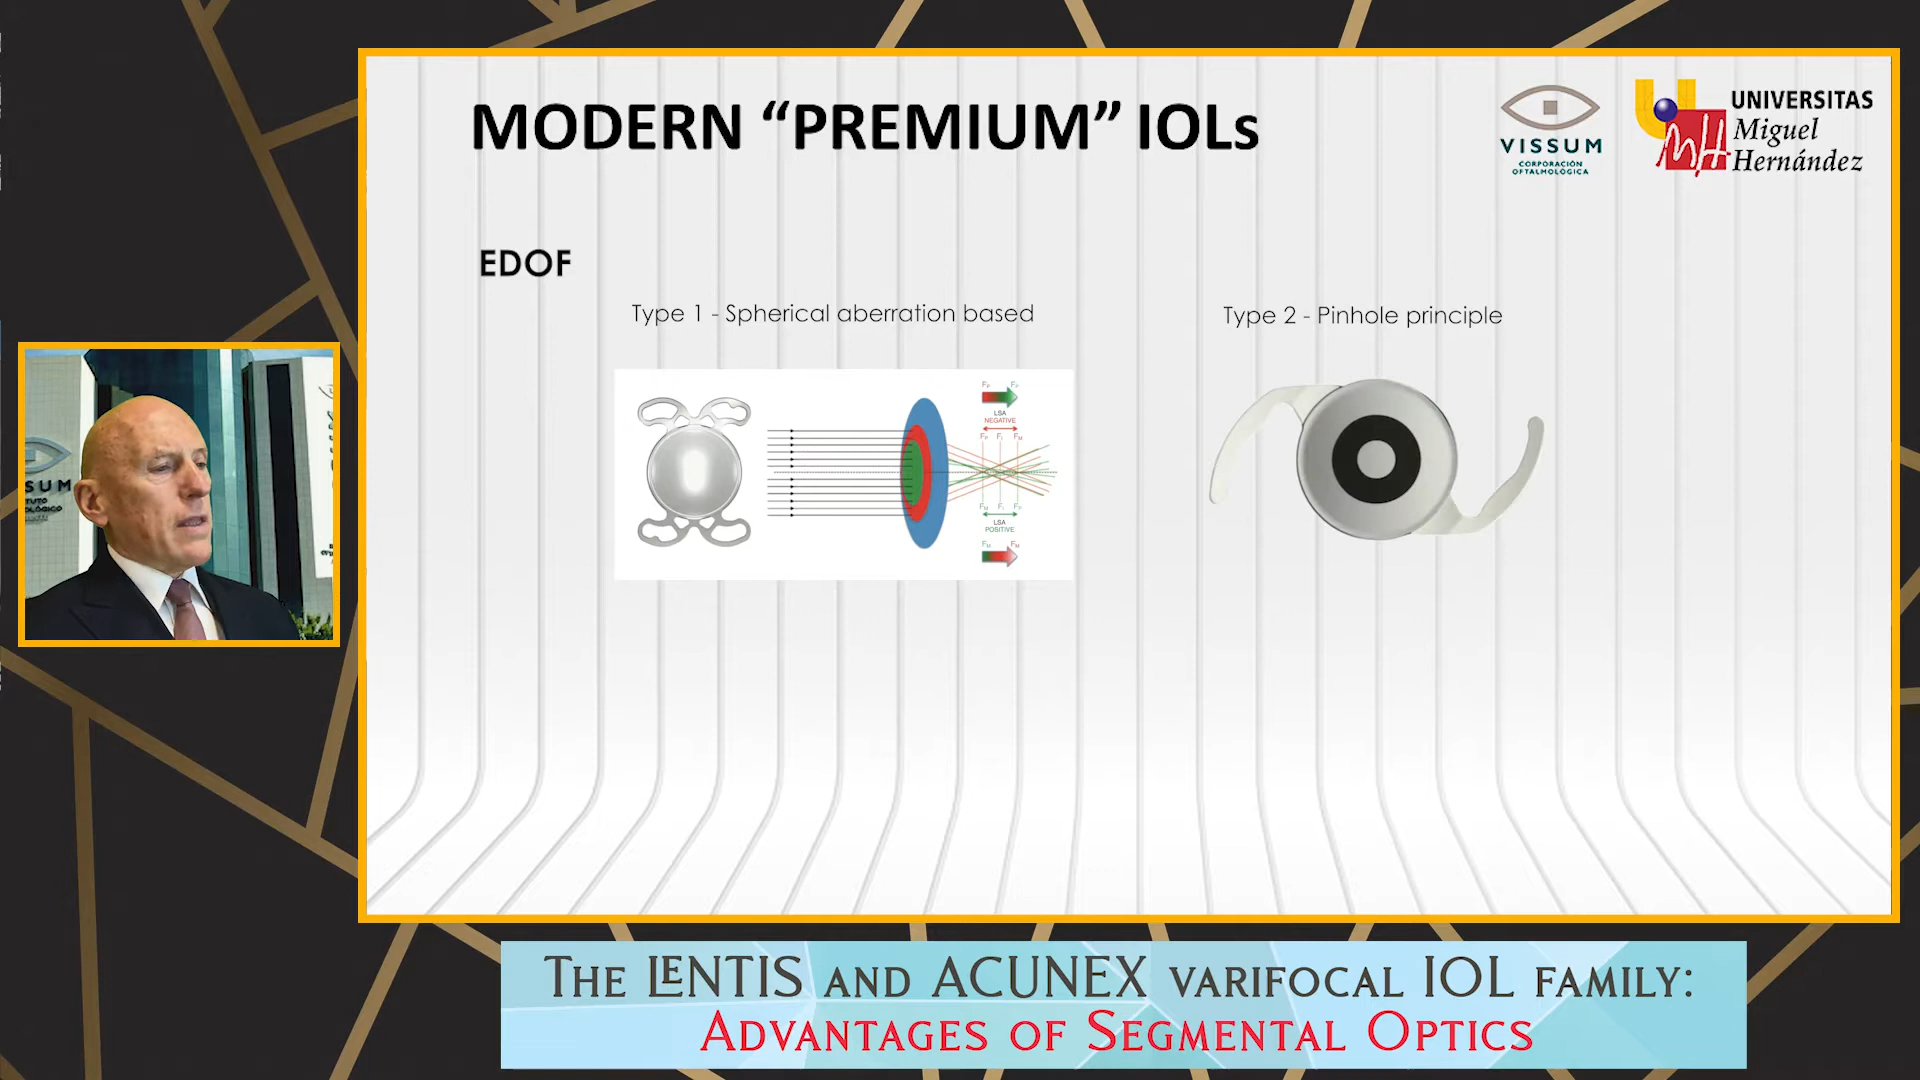 MODERN “PREMIUM” IOLs
VISSUM
CORPORACIÓN
OFTALMOLÓGICA
UNIVERSITAS
Miguel
Hernández
EDOF
Type 1 - Spherical aberration based
Type 2 - Pinhole principle
LSA
NEGATIVE
LSA
POSITIVE
SUM
The LENTIS and ACUNEX varifocal IOL family:
Advantages of Segmental Optics